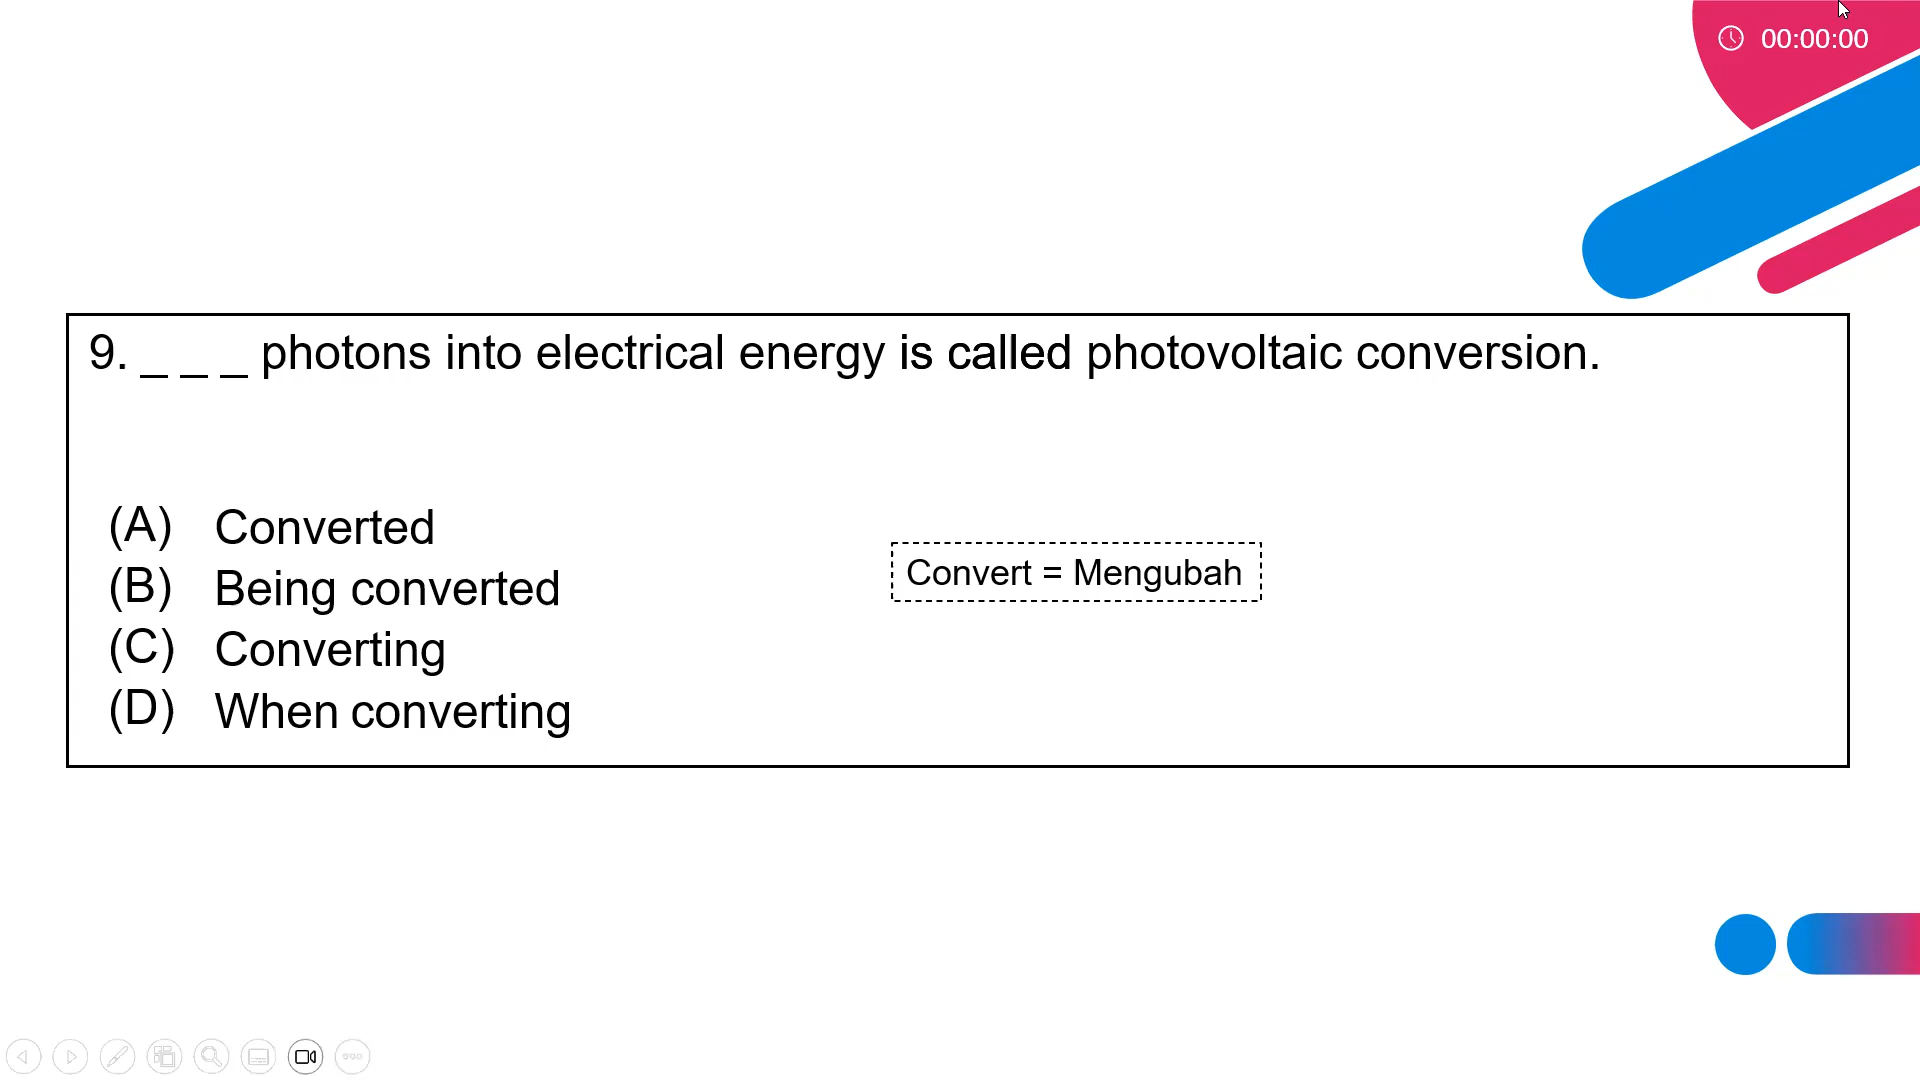 00:00:00
9. _ _ _ photons into electrical energy is called photovoltaic conversion.
(A) Converted
(B) Being converted
(C) Converting
(D) When converting
Convert = Mengubah